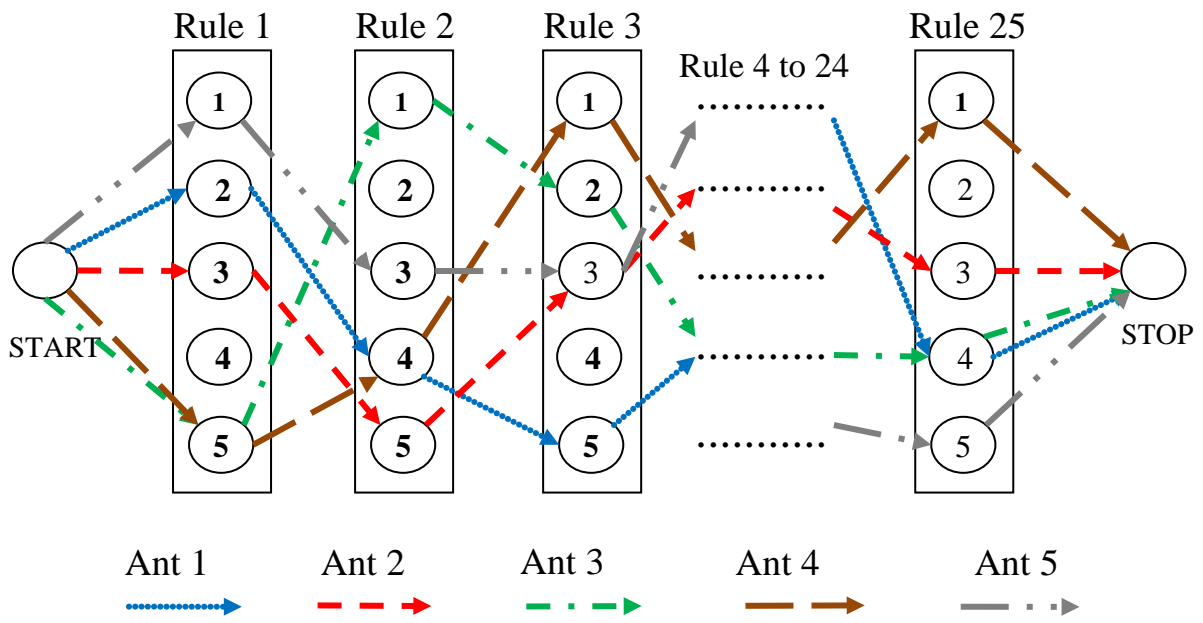 Rule 1 Rule 2 Rule 3 Rule 25
Rule 4 to 24
1 1 1 ............ 1
2 2 2 ............ 2
3 3 3 ............ 3
START 4 4 4 ............ 4 STOP
5 5 5 ............ 5
Ant 1 Ant 2 Ant 3 Ant 4 Ant 5